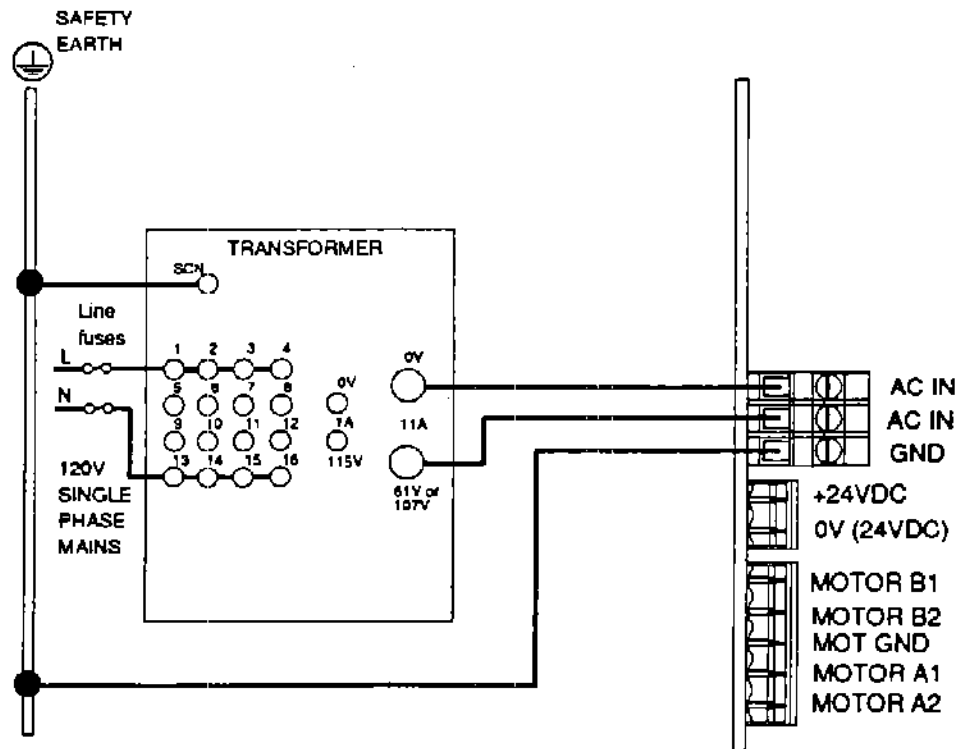 SAFETY
EARTH
TRANSFORMER
SCN
Line
fuses
L
N
1 2 3 4
5 6 7 8
9 10 11 12
13 14 15 16
0V
0V
11A
115V
61V or
107V
120V
SINGLE
PHASE
MAINS
AC IN
AC IN
GND
+24VDC
0V (24VDC)
MOTOR B1
MOTOR B2
MOT GND
MOTOR A1
MOTOR A2